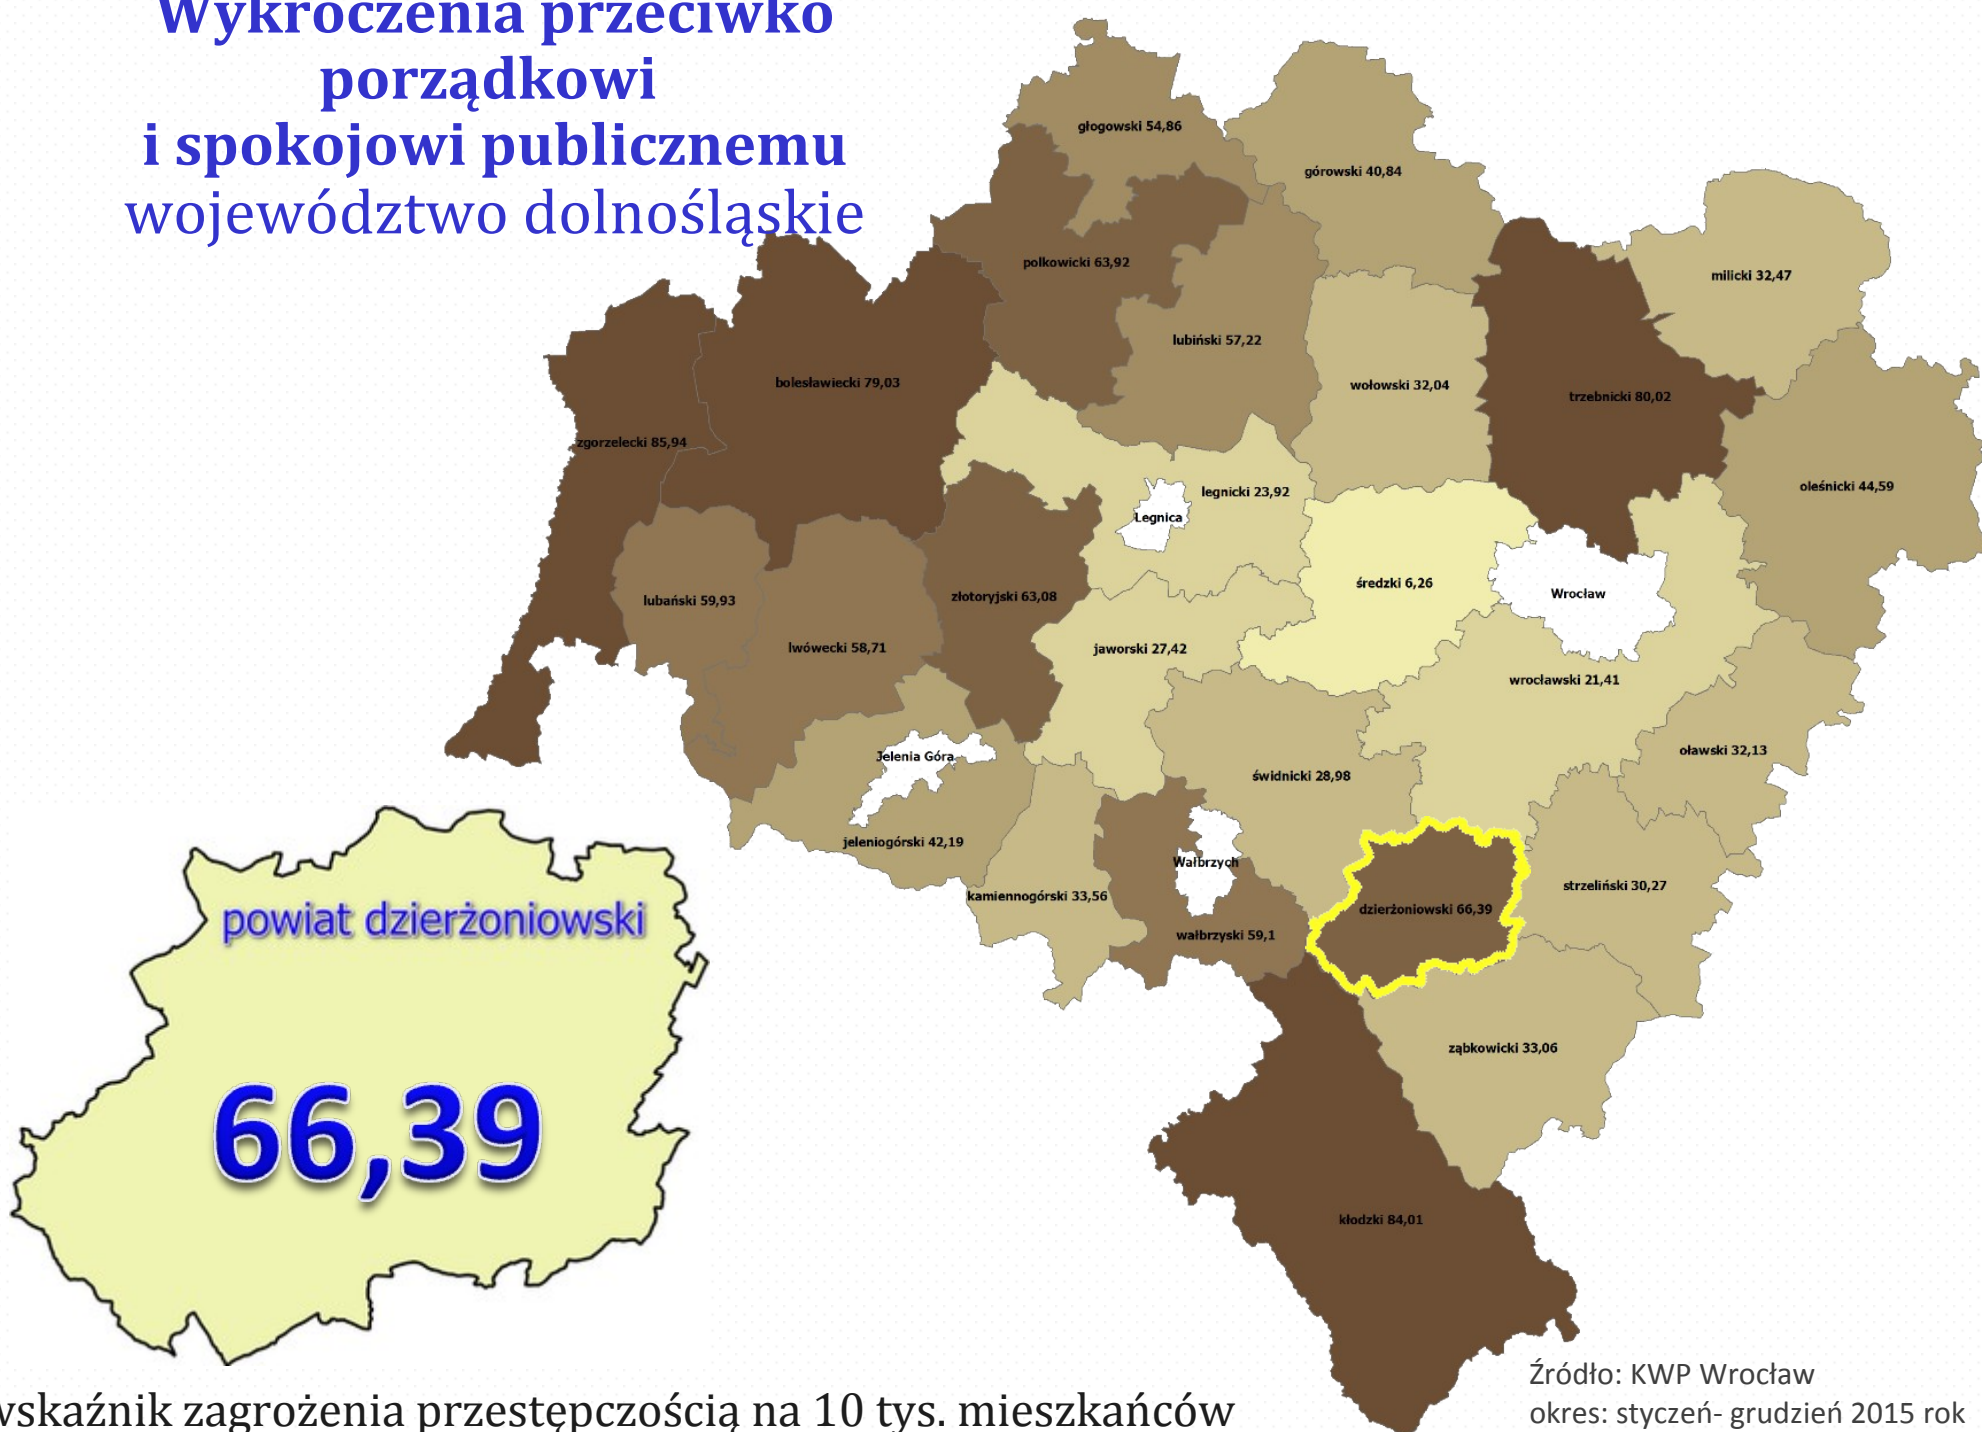 Wykroczenia przeciwko
porządkowi
i spokojowi publicznemu
województwo dolnośląskie
głogowski 54,86
górowski 40,84
polkowicki 63,92
milicki 32,47
lubiński 57,22
bolesławiecki 79,03
wołowski 32,04
trzebnicki 80,02
zgorzelecki 85,94
legnicki 23,92
oleśnicki 44,59
Legnica
średzki 6,26
Wrocław
lubański 59,93
złotoryjski 63,08
lwówecki 58,71
jaworski 27,42
wrocławski 21,41
Jelenia Góra
oławski 32,13
świdnicki 28,98
jeleniogórski 42,19
Wałbrzych
strzeliński 30,27
kamiennogórski 33,56
dzierżoniowski 66,39
wałbrzyski 59,1
ząbkowicki 33,06
kłodzki 84,01
powiat dzierżoniowski
66,39
wskaźnik zagrożenia przestępczością na 10 tys. mieszkańców
Źródło: KWP Wrocław
okres: styczeń- grudzień 2015 rok